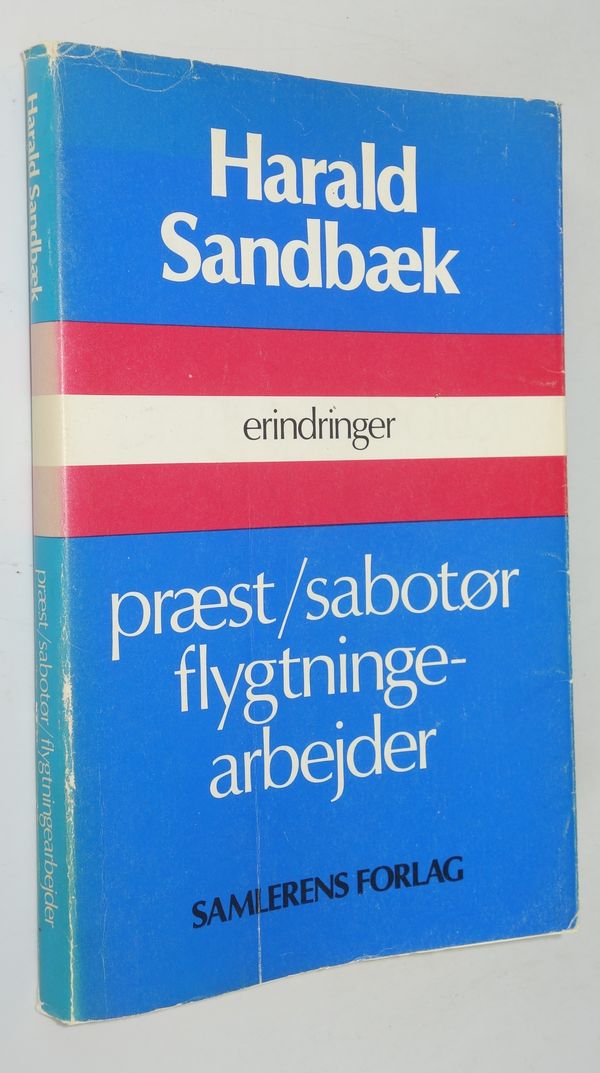 Harald
Sandbæk
erindringer
præst/sabotør
flygtninge-
arbejder
SAMLERENS FORLAG
Harald Sandbæk
præst/sabotør/flygtningearbejder